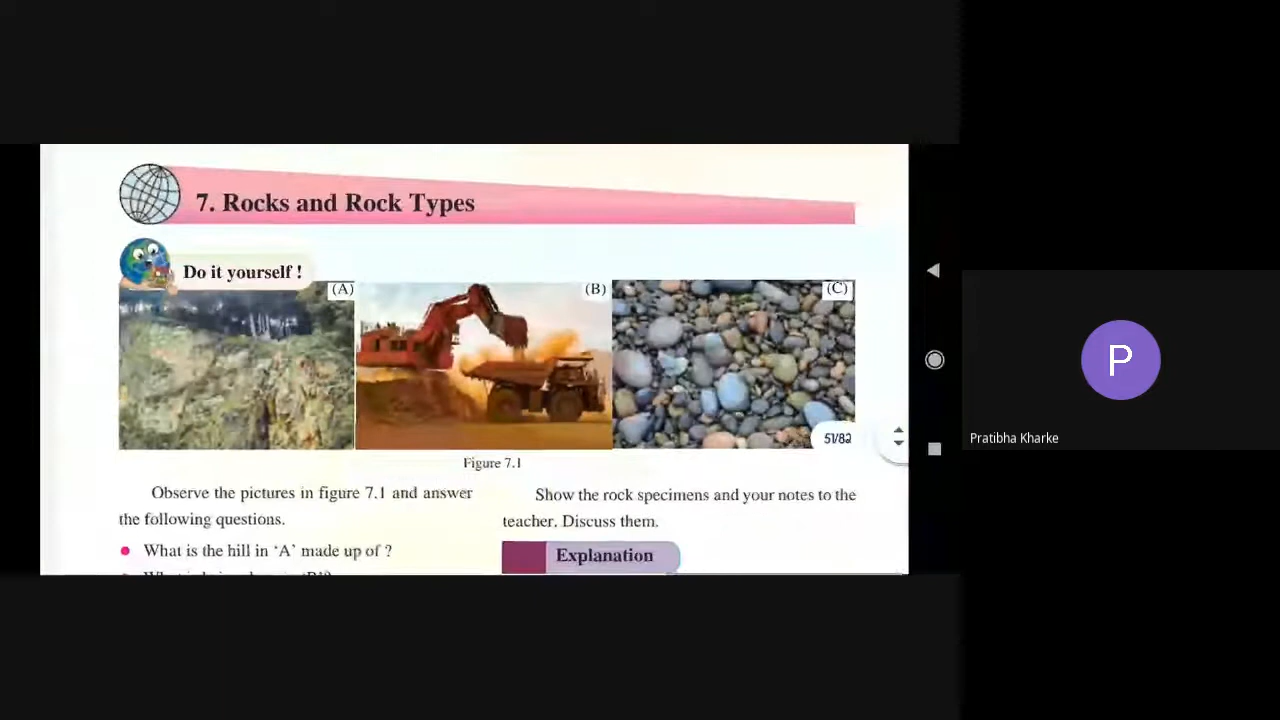 7. Rocks and Rock Types
Do it yourself !
(A)
(B)
(C)
51/82
Figure 7.1
Observe the pictures in figure 7.1 and answer
the following questions.
What is the hill in ‘A’ made up of ?
Show the rock specimens and your notes to the
teacher. Discuss them.
Explanation
P
Pratibha Kharke